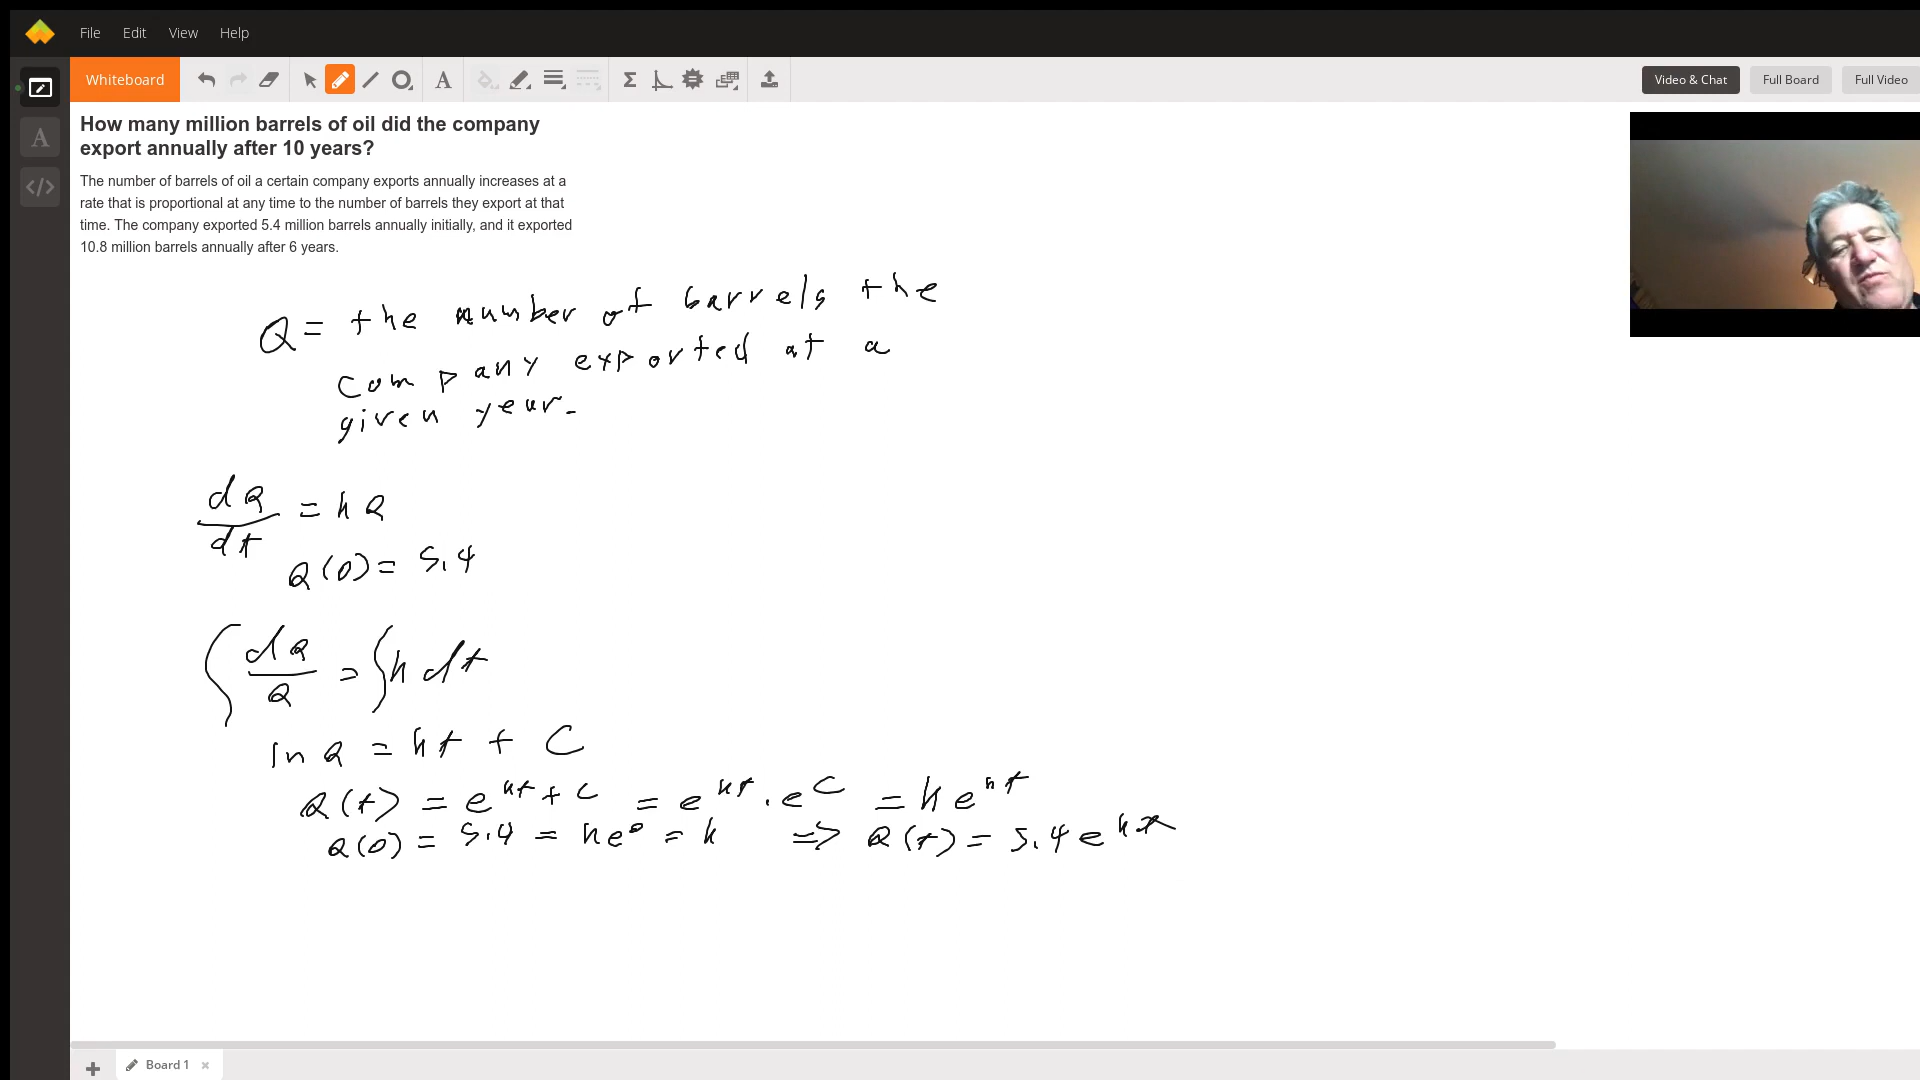 File Edit View Help
Whiteboard A Σ Video & Chat Full Board Full Video
A
</>
How many million barrels of oil did the company
export annually after 10 years?
The number of barrels of oil a certain company exports annually increases at a
rate that is proportional at any time to the number of barrels they export at that
time. The company exported 5.4 million barrels annually initially, and it exported
10.8 million barrels annually after 6 years.
Q = the number of barrels the
company exported at a
given year.
dQ/dt = kQ
Q(0) = 5.4
∫ dQ/Q = ∫ k dt
ln Q = kt + C
Q(t) = e^(kt + C) = e^(kt) · e^C = k e^(kt)
Q(0) = 5.4 = k e^0 = k => Q(t) = 5.4 e^(kt)
+ Board 1 ×